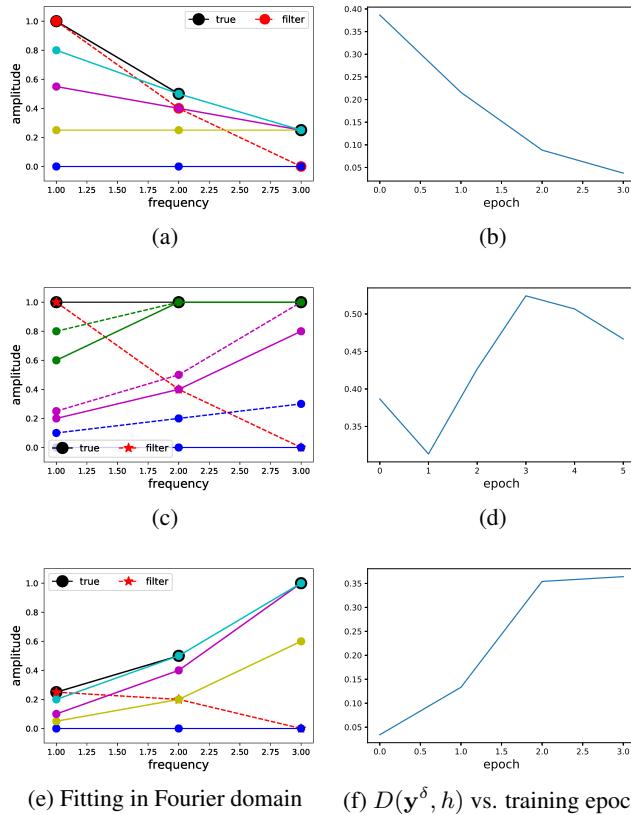 1.0
0.8
0.6
0.4
0.2
0.0
amplitude
true
filter
1.00 1.25 1.50 1.75 2.00 2.25 2.50 2.75 3.00
frequency
(a)
0.40
0.35
0.30
0.25
0.20
0.15
0.10
0.05
0.0 0.5 1.0 1.5 2.0 2.5 3.0
epoch
(b)
1.0
0.8
0.6
0.4
0.2
0.0
amplitude
true
filter
1.00 1.25 1.50 1.75 2.00 2.25 2.50 2.75 3.00
frequency
(c)
0.50
0.45
0.40
0.35
0 1 2 3 4 5
epoch
(d)
1.0
0.8
0.6
0.4
0.2
0.0
amplitude
true
filter
1.00 1.25 1.50 1.75 2.00 2.25 2.50 2.75 3.00
frequency
(e) Fitting in Fourier domain
0.35
0.30
0.25
0.20
0.15
0.10
0.05
0.0 0.5 1.0 1.5 2.0 2.5 3.0
epoch
(f) D(y^δ, h) vs. training epoc